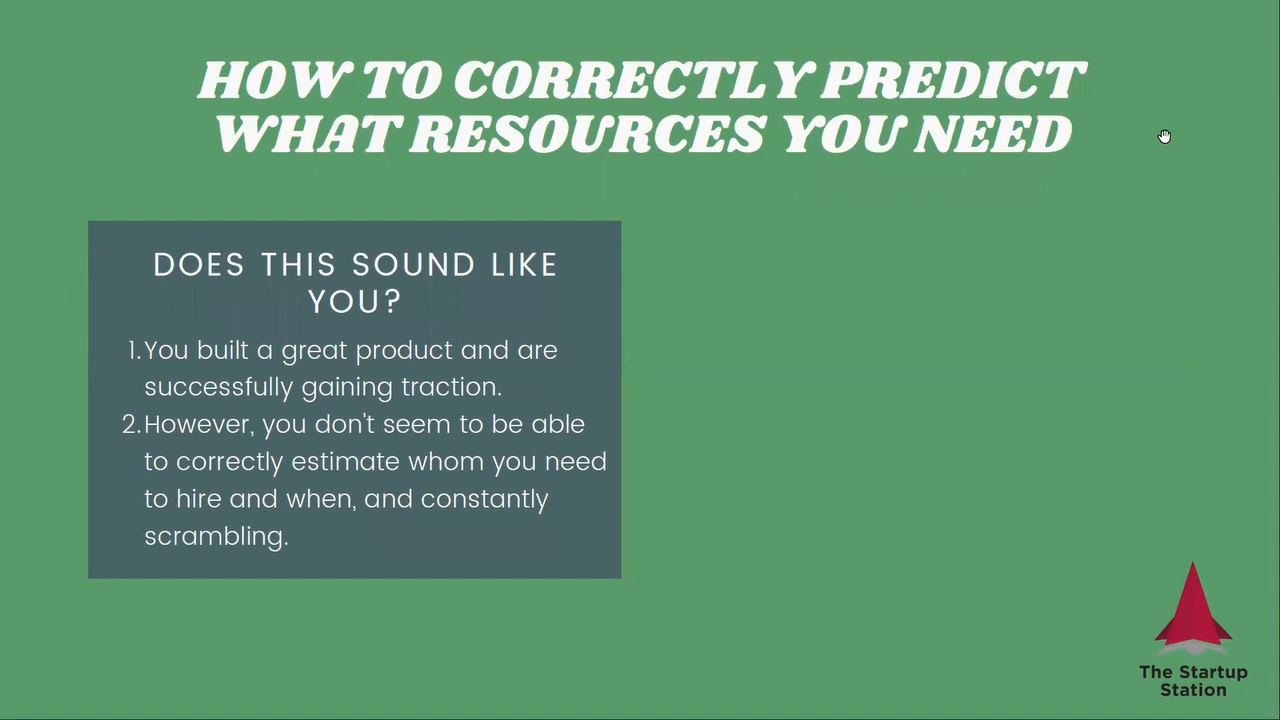 HOW TO CORRECTLY PREDICT
WHAT RESOURCES YOU NEED
DOES THIS SOUND LIKE
YOU?
1. You built a great product and are
successfully gaining traction.
2. However, you don't seem to be able
to correctly estimate whom you need
to hire and when, and constantly
scrambling.
The Startup
Station